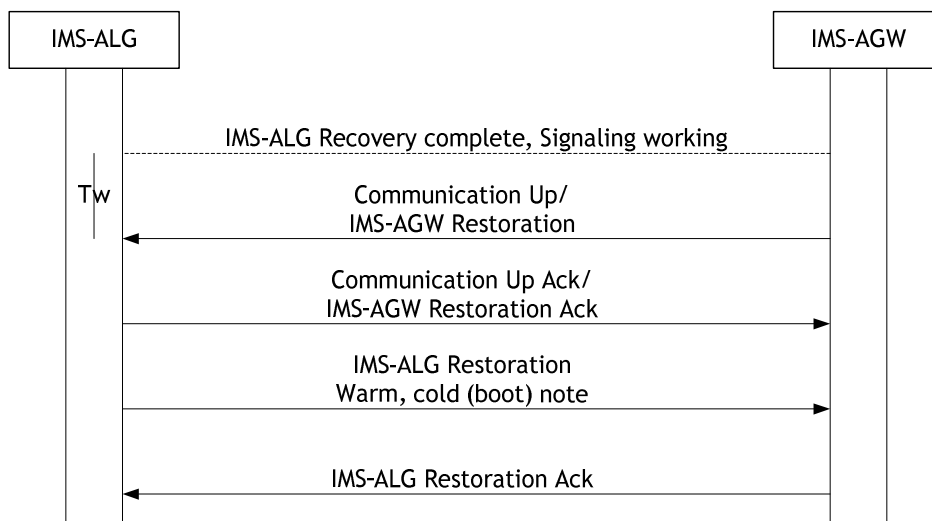 IMS-ALG
IMS-AGW
IMS-ALG Recovery complete, Signaling working
Tw
Communication Up/
IMS-AGW Restoration
Communication Up Ack/
IMS-AGW Restoration Ack
IMS-ALG Restoration
Warm, cold (boot) note
IMS-ALG Restoration Ack